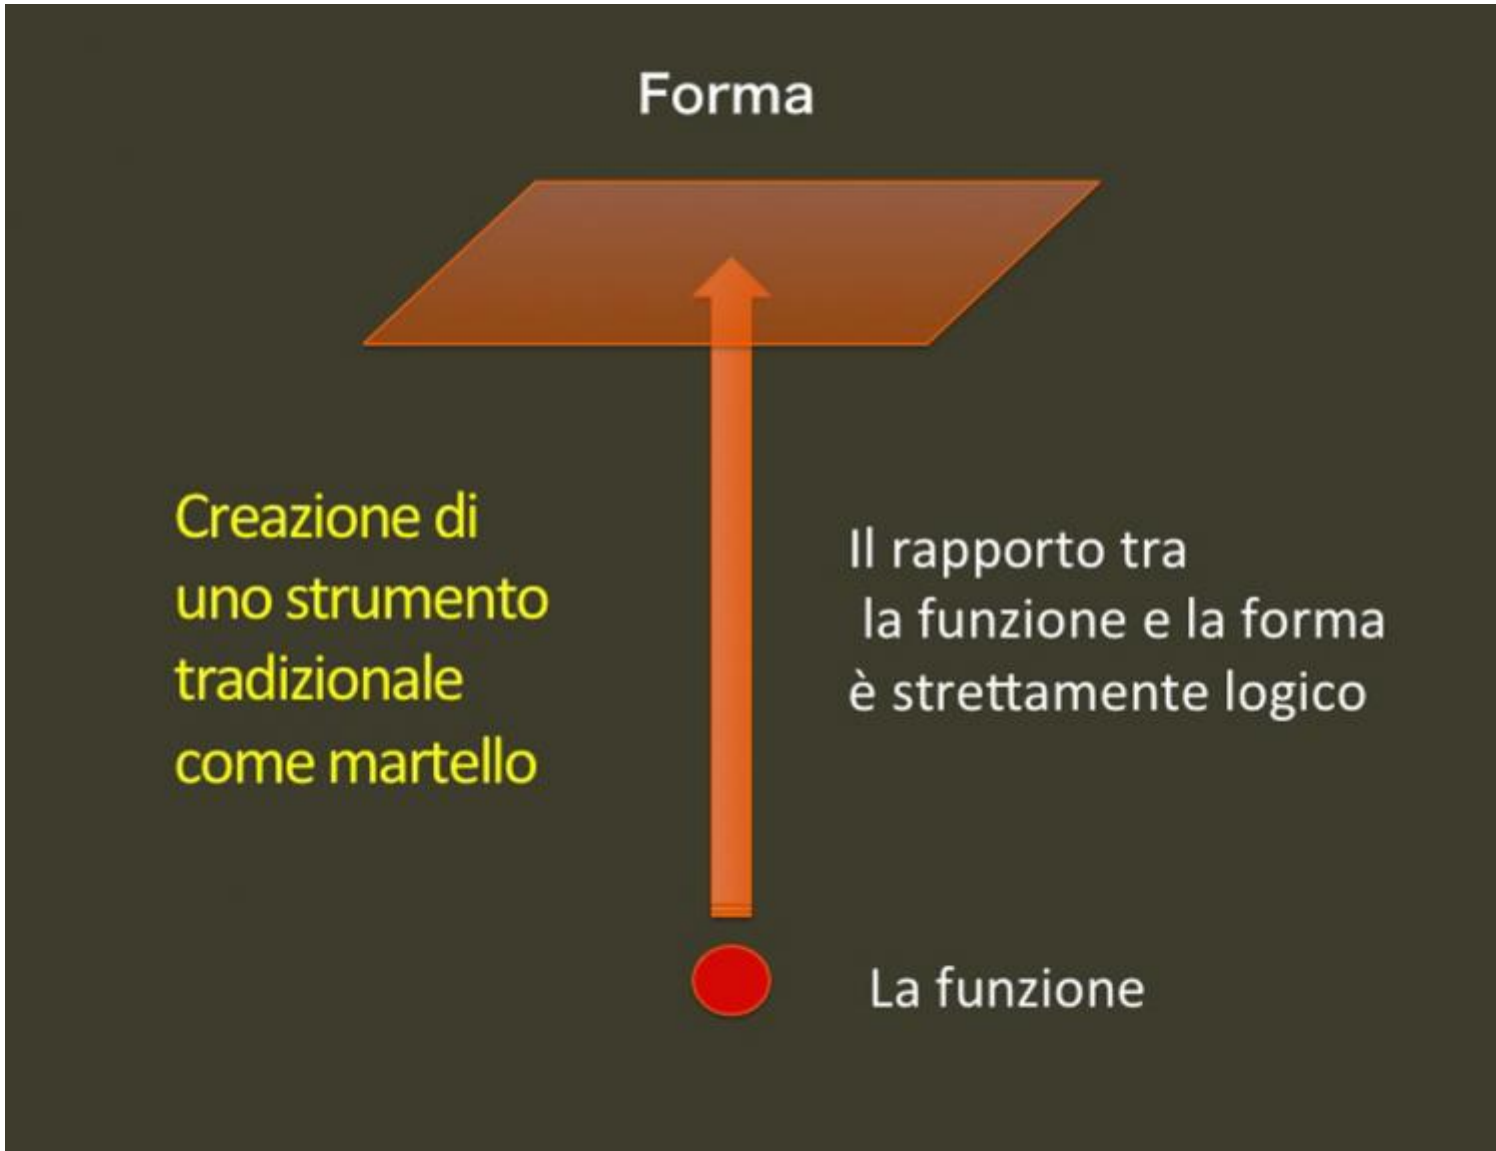 Forma
Creazione di
uno strumento
tradizionale
come martello
Il rapporto tra
la funzione e la forma
è strettamente logico
La funzione